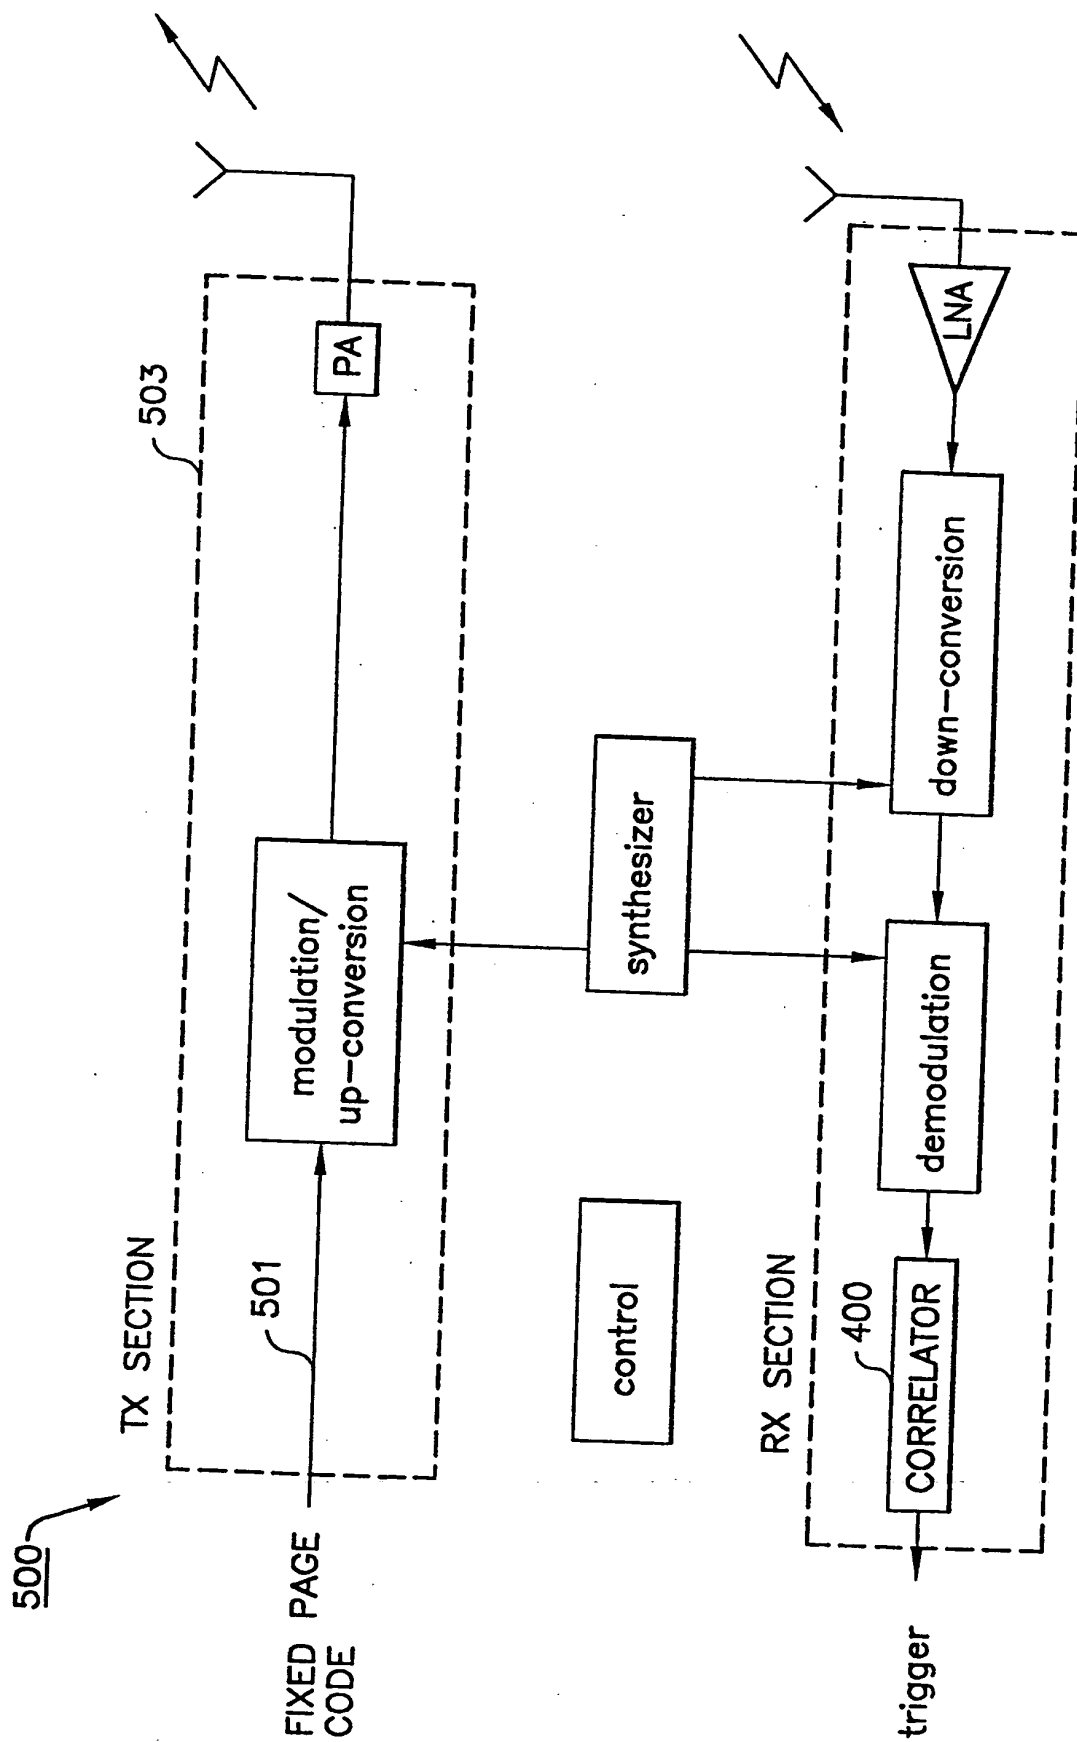 500
TX SECTION
503
FIXED PAGE
CODE
501
modulation/
up-conversion
PA
control
synthesizer
RX SECTION
400
trigger
CORRELATOR
demodulation
down-conversion
LNA